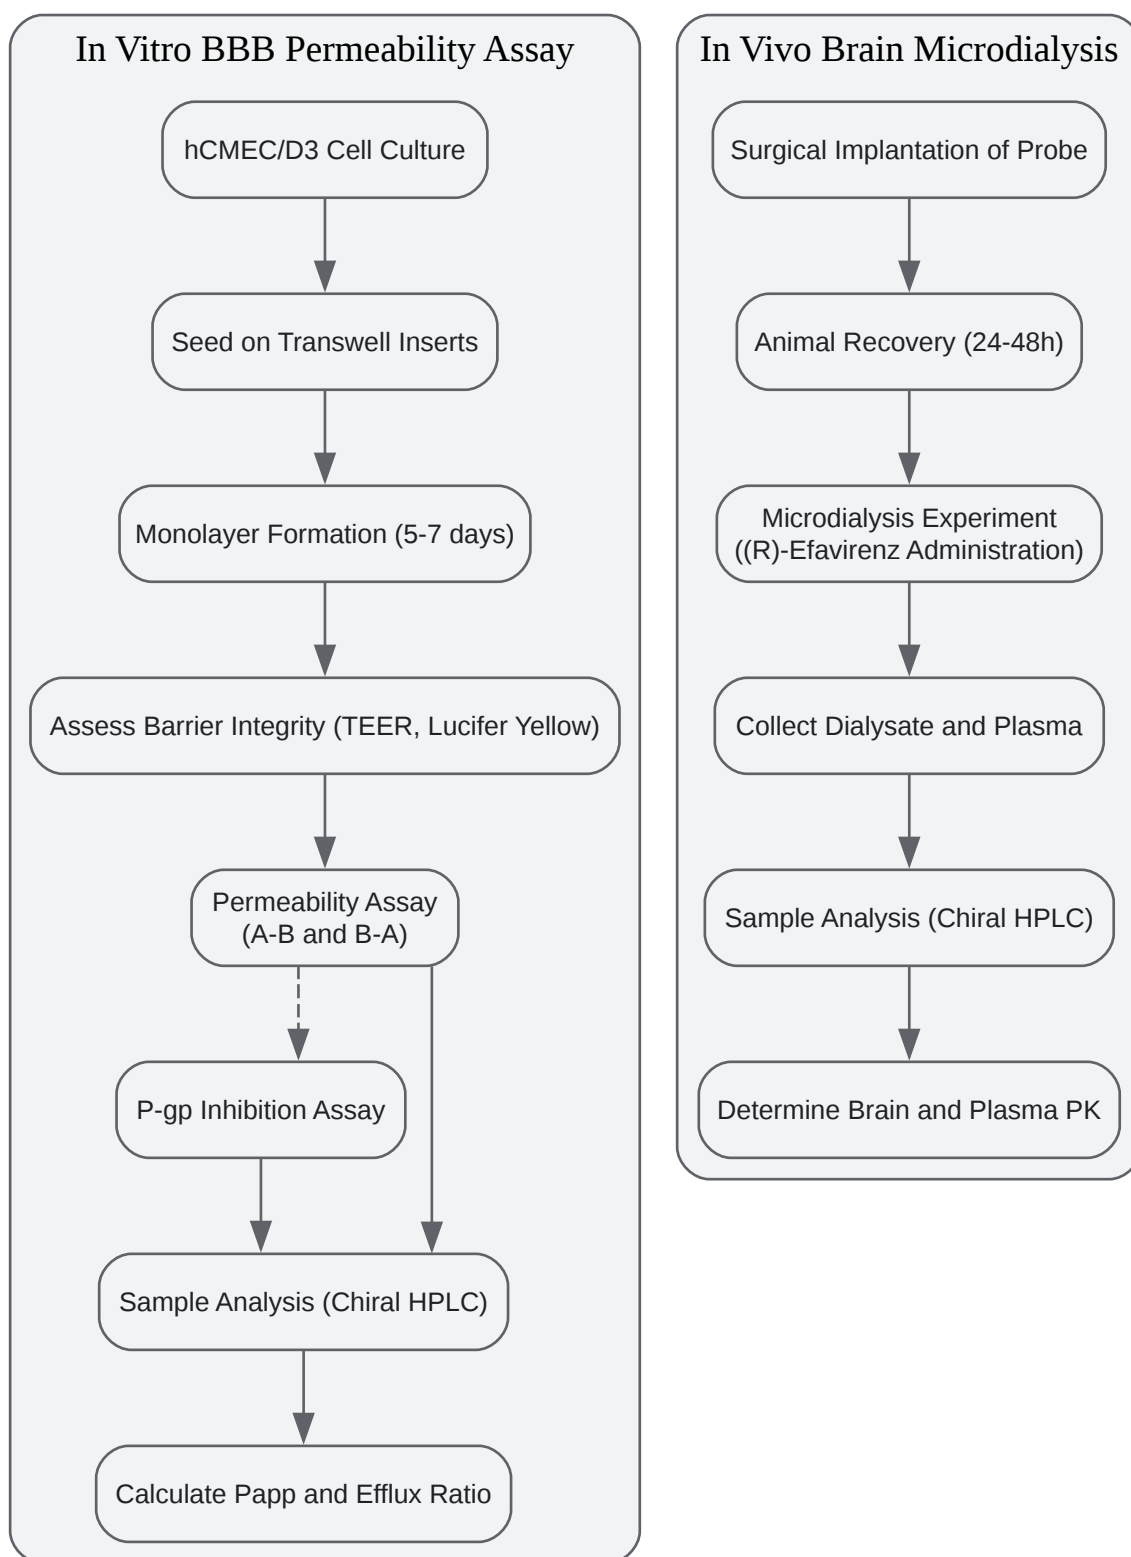 In Vitro BBB Permeability Assay
hCMEC/D3 Cell Culture
Seed on Transwell Inserts
Monolayer Formation (5-7 days)
Assess Barrier Integrity (TEER, Lucifer Yellow)
Permeability Assay
(A-B and B-A)
P-gp Inhibition Assay
Sample Analysis (Chiral HPLC)
Calculate Papp and Efflux Ratio
In Vivo Brain Microdialysis
Surgical Implantation of Probe
Animal Recovery (24-48h)
Microdialysis Experiment
((R)-Efavirenz Administration)
Collect Dialysate and Plasma
Sample Analysis (Chiral HPLC)
Determine Brain and Plasma PK